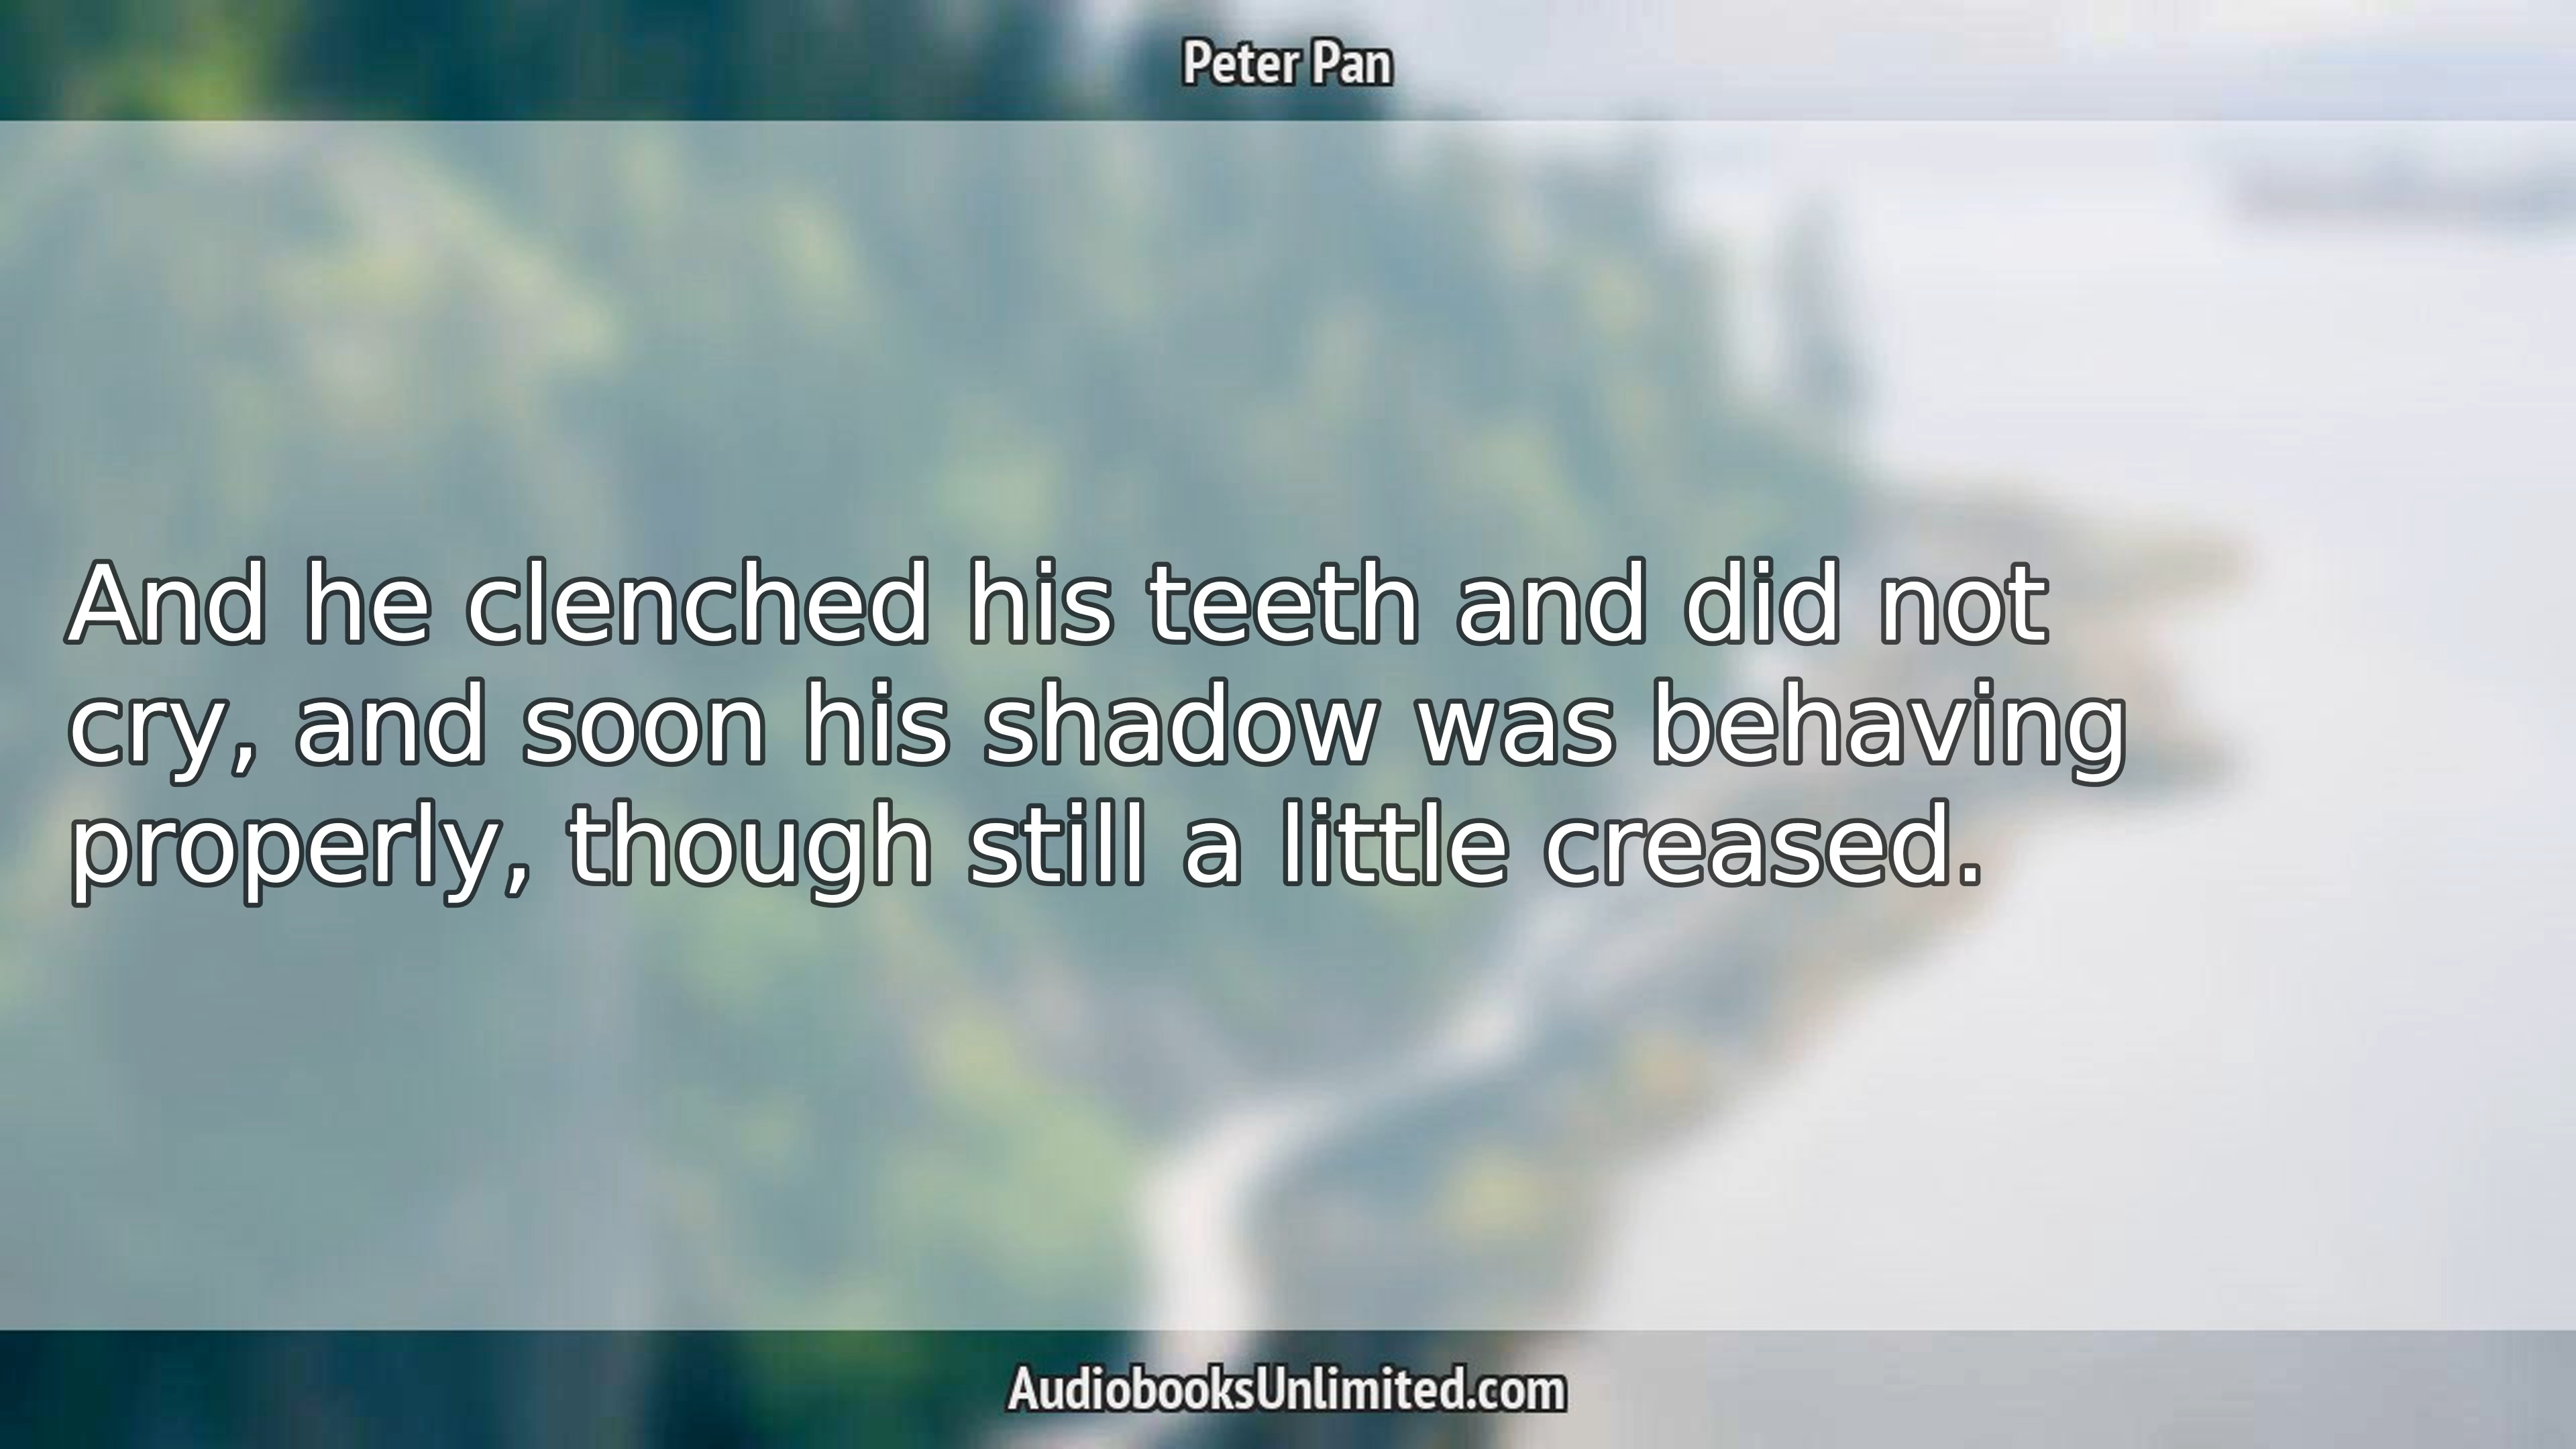 Peter Pan
And he clenched his teeth and did not
cry, and soon his shadow was behaving
properly, though still a little creased.
AudiobooksUnlimited.com